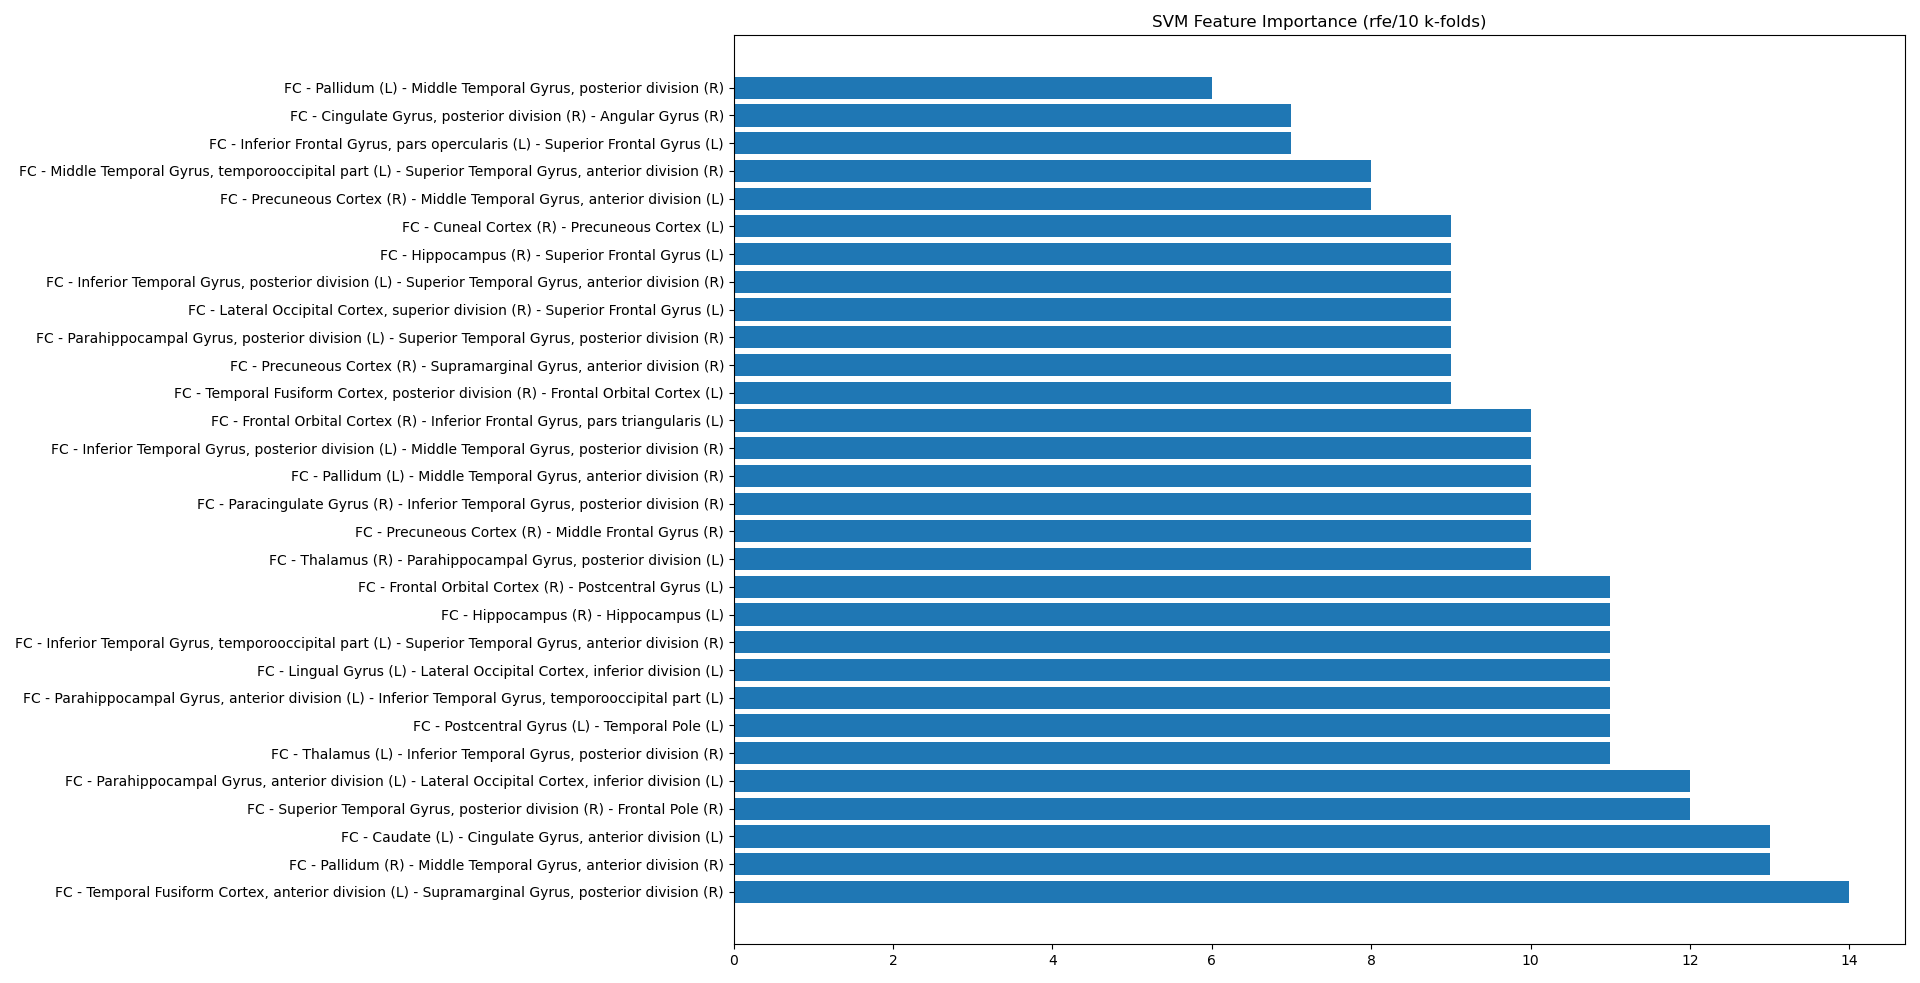 SVM Feature Importance (rfe/10 k-folds)
FC - Pallidum (L) - Middle Temporal Gyrus, posterior division (R)
FC - Cingulate Gyrus, posterior division (R) - Angular Gyrus (R)
FC - Inferior Frontal Gyrus, pars opercularis (L) - Superior Frontal Gyrus (L)
FC - Middle Temporal Gyrus, temporooccipital part (L) - Superior Temporal Gyrus, anterior division (R)
FC - Precuneous Cortex (R) - Middle Temporal Gyrus, anterior division (L)
FC - Cuneal Cortex (R) - Precuneous Cortex (L)
FC - Hippocampus (R) - Superior Frontal Gyrus (L)
FC - Inferior Temporal Gyrus, posterior division (L) - Superior Temporal Gyrus, anterior division (R)
FC - Lateral Occipital Cortex, superior division (R) - Superior Frontal Gyrus (L)
FC - Parahippocampal Gyrus, posterior division (L) - Superior Temporal Gyrus, posterior division (R)
FC - Precuneous Cortex (R) - Supramarginal Gyrus, anterior division (R)
FC - Temporal Fusiform Cortex, posterior division (R) - Frontal Orbital Cortex (L)
FC - Frontal Orbital Cortex (R) - Inferior Frontal Gyrus, pars triangularis (L)
FC - Inferior Temporal Gyrus, posterior division (L) - Middle Temporal Gyrus, posterior division (R)
FC - Pallidum (L) - Middle Temporal Gyrus, anterior division (R)
FC - Paracingulate Gyrus (R) - Inferior Temporal Gyrus, posterior division (R)
FC - Precuneous Cortex (R) - Middle Frontal Gyrus (R)
FC - Thalamus (R) - Parahippocampal Gyrus, posterior division (L)
FC - Frontal Orbital Cortex (R) - Postcentral Gyrus (L)
FC - Hippocampus (R) - Hippocampus (L)
FC - Inferior Temporal Gyrus, temporooccipital part (L) - Superior Temporal Gyrus, anterior division (R)
FC - Lingual Gyrus (L) - Lateral Occipital Cortex, inferior division (L)
FC - Parahippocampal Gyrus, anterior division (L) - Inferior Temporal Gyrus, temporooccipital part (L)
FC - Postcentral Gyrus (L) - Temporal Pole (L)
FC - Thalamus (L) - Inferior Temporal Gyrus, posterior division (R)
FC - Parahippocampal Gyrus, anterior division (L) - Lateral Occipital Cortex, inferior division (L)
FC - Superior Temporal Gyrus, posterior division (R) - Frontal Pole (R)
FC - Caudate (L) - Cingulate Gyrus, anterior division (L)
FC - Pallidum (R) - Middle Temporal Gyrus, anterior division (R)
FC - Temporal Fusiform Cortex, anterior division (L) - Supramarginal Gyrus, posterior division (R)
0 2 4 6 8 10 12 14